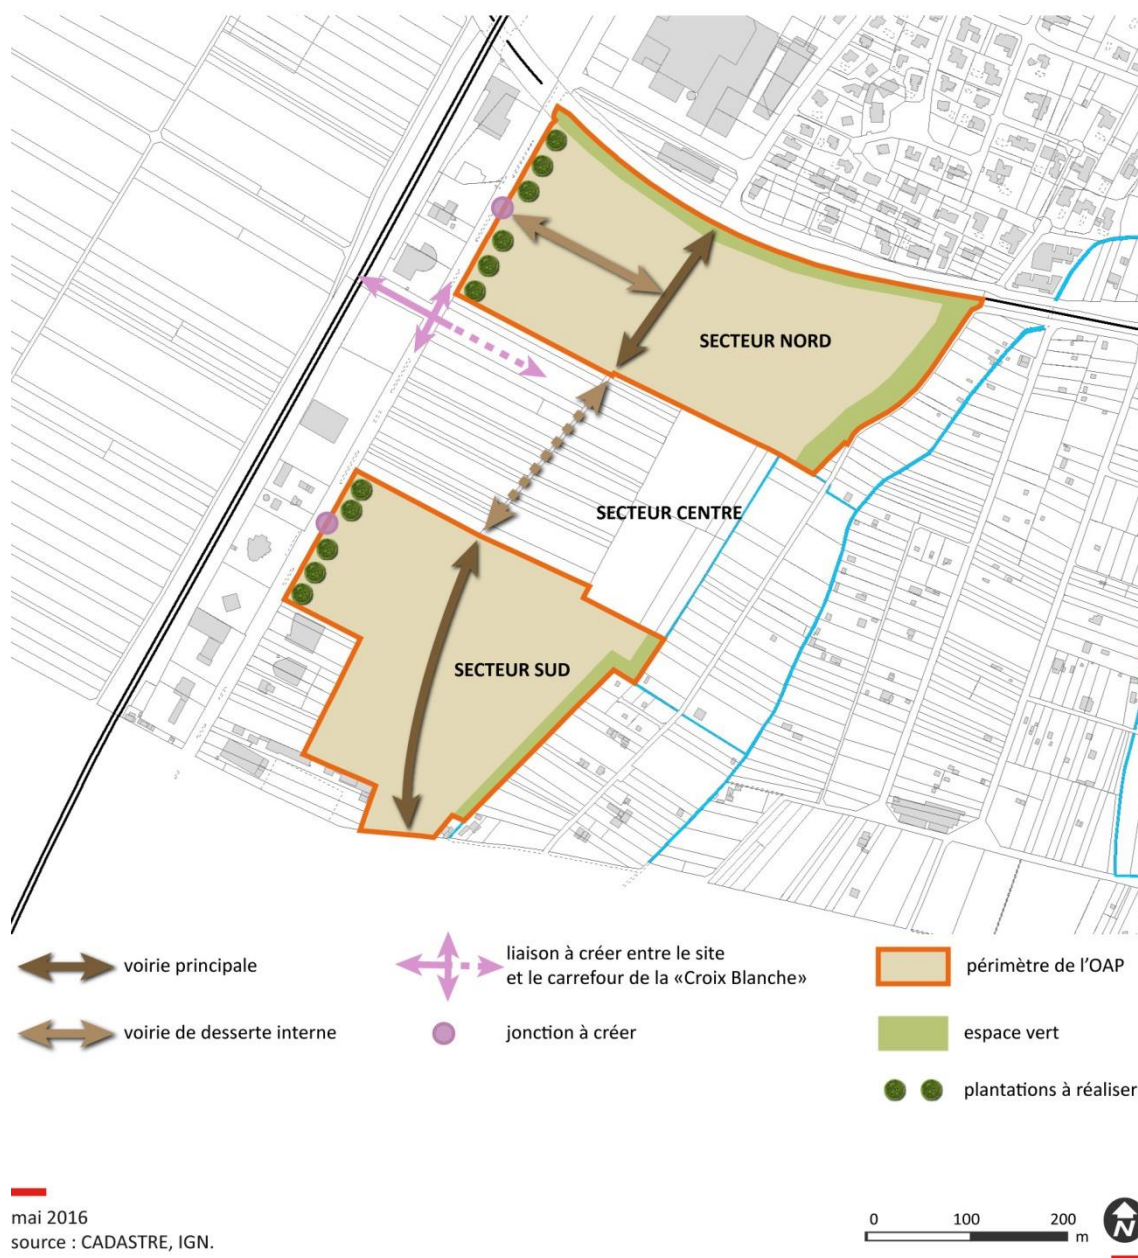 SECTEUR NORD
SECTEUR CENTRE
SECTEUR SUD
voirie principale
voirie de desserte interne
liaison à créer entre le site
et le carrefour de la «Croix Blanche»
jonction à créer
périmètre de l'OAP
espace vert
plantations à réaliser
mai 2016
source : CADASTRE, IGN.
0 100 200
m
N